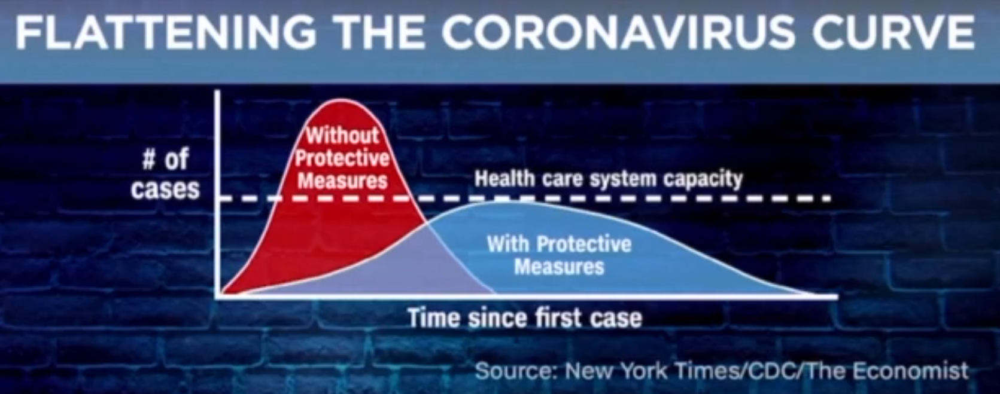 FLATTENING THE CORONAVIRUS CURVE
# of
cases
Without
Protective
Measures
Health care system capacity
With Protective
Measures
Time since first case
Source: New York Times/CDC/The Economist